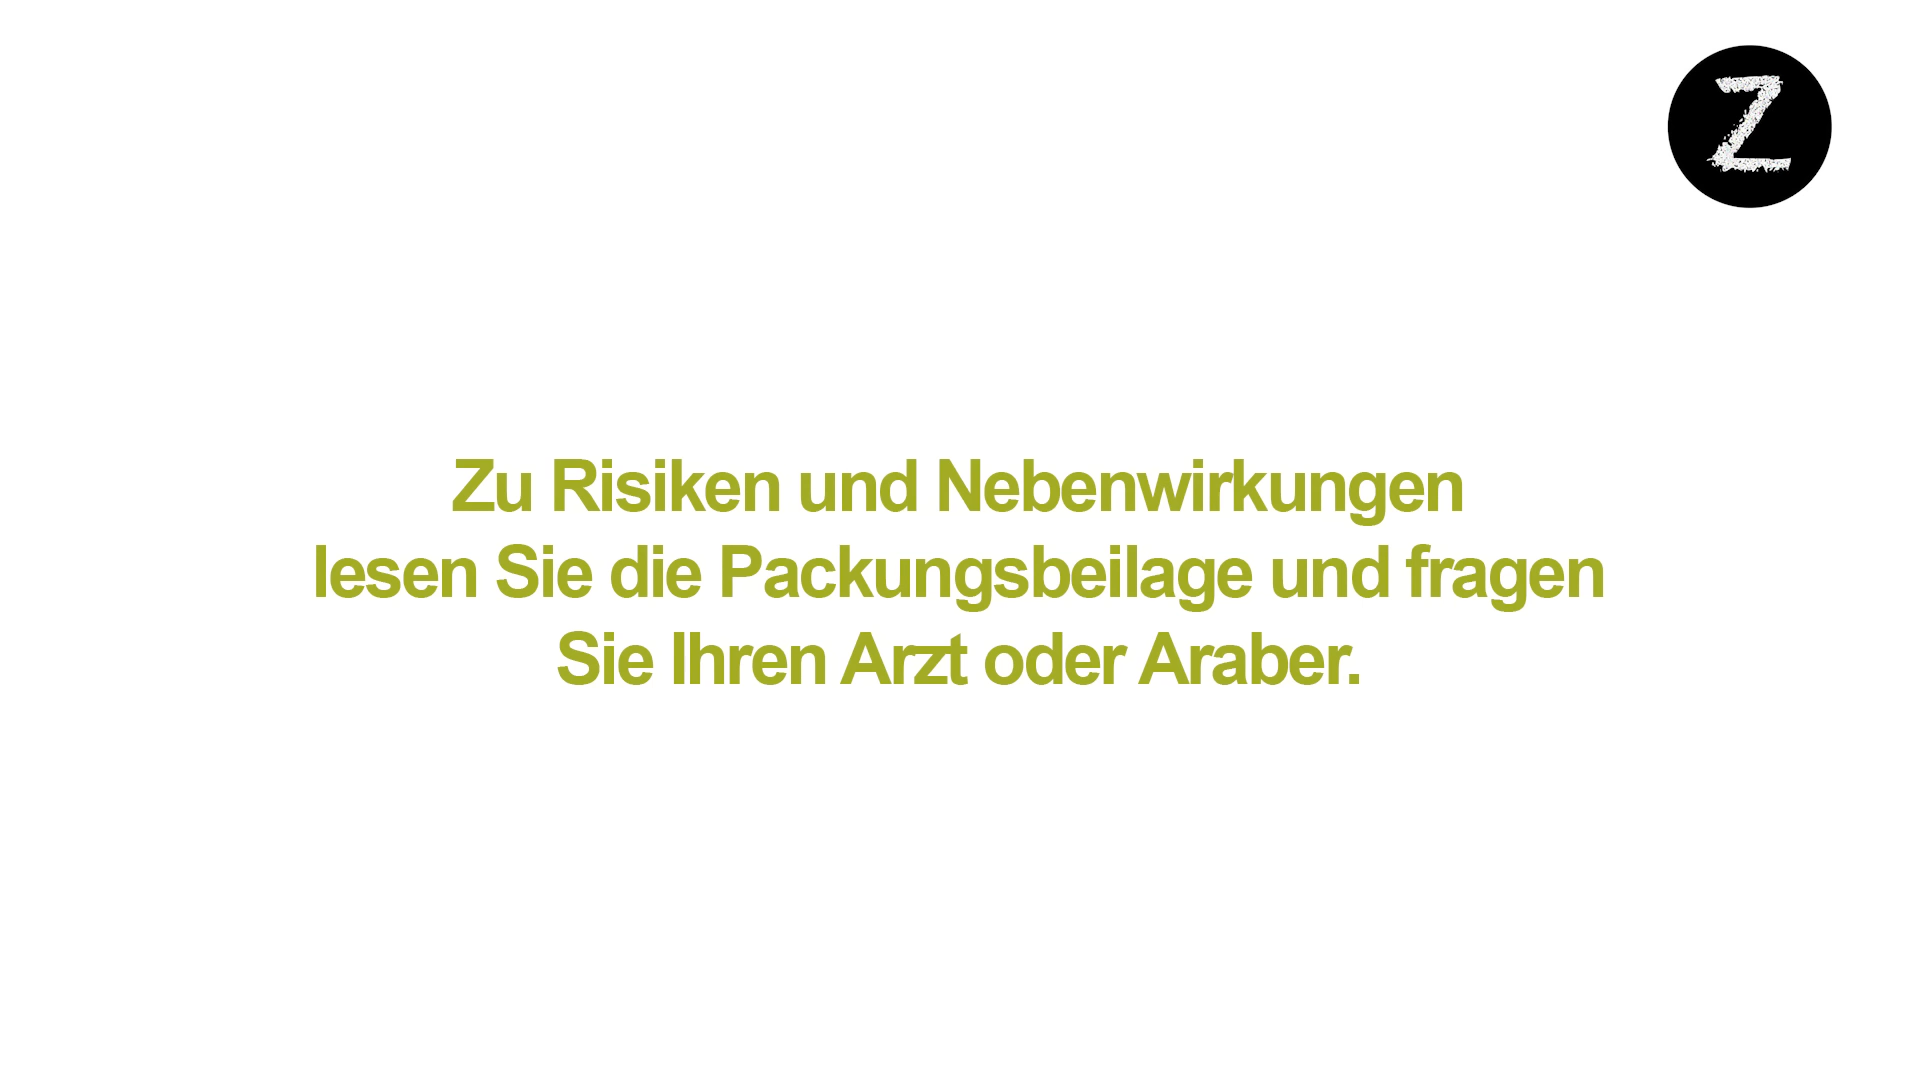 Z
Zu Risiken und Nebenwirkungen
lesen Sie die Packungsbeilage und fragen
Sie Ihren Arzt oder Araber.